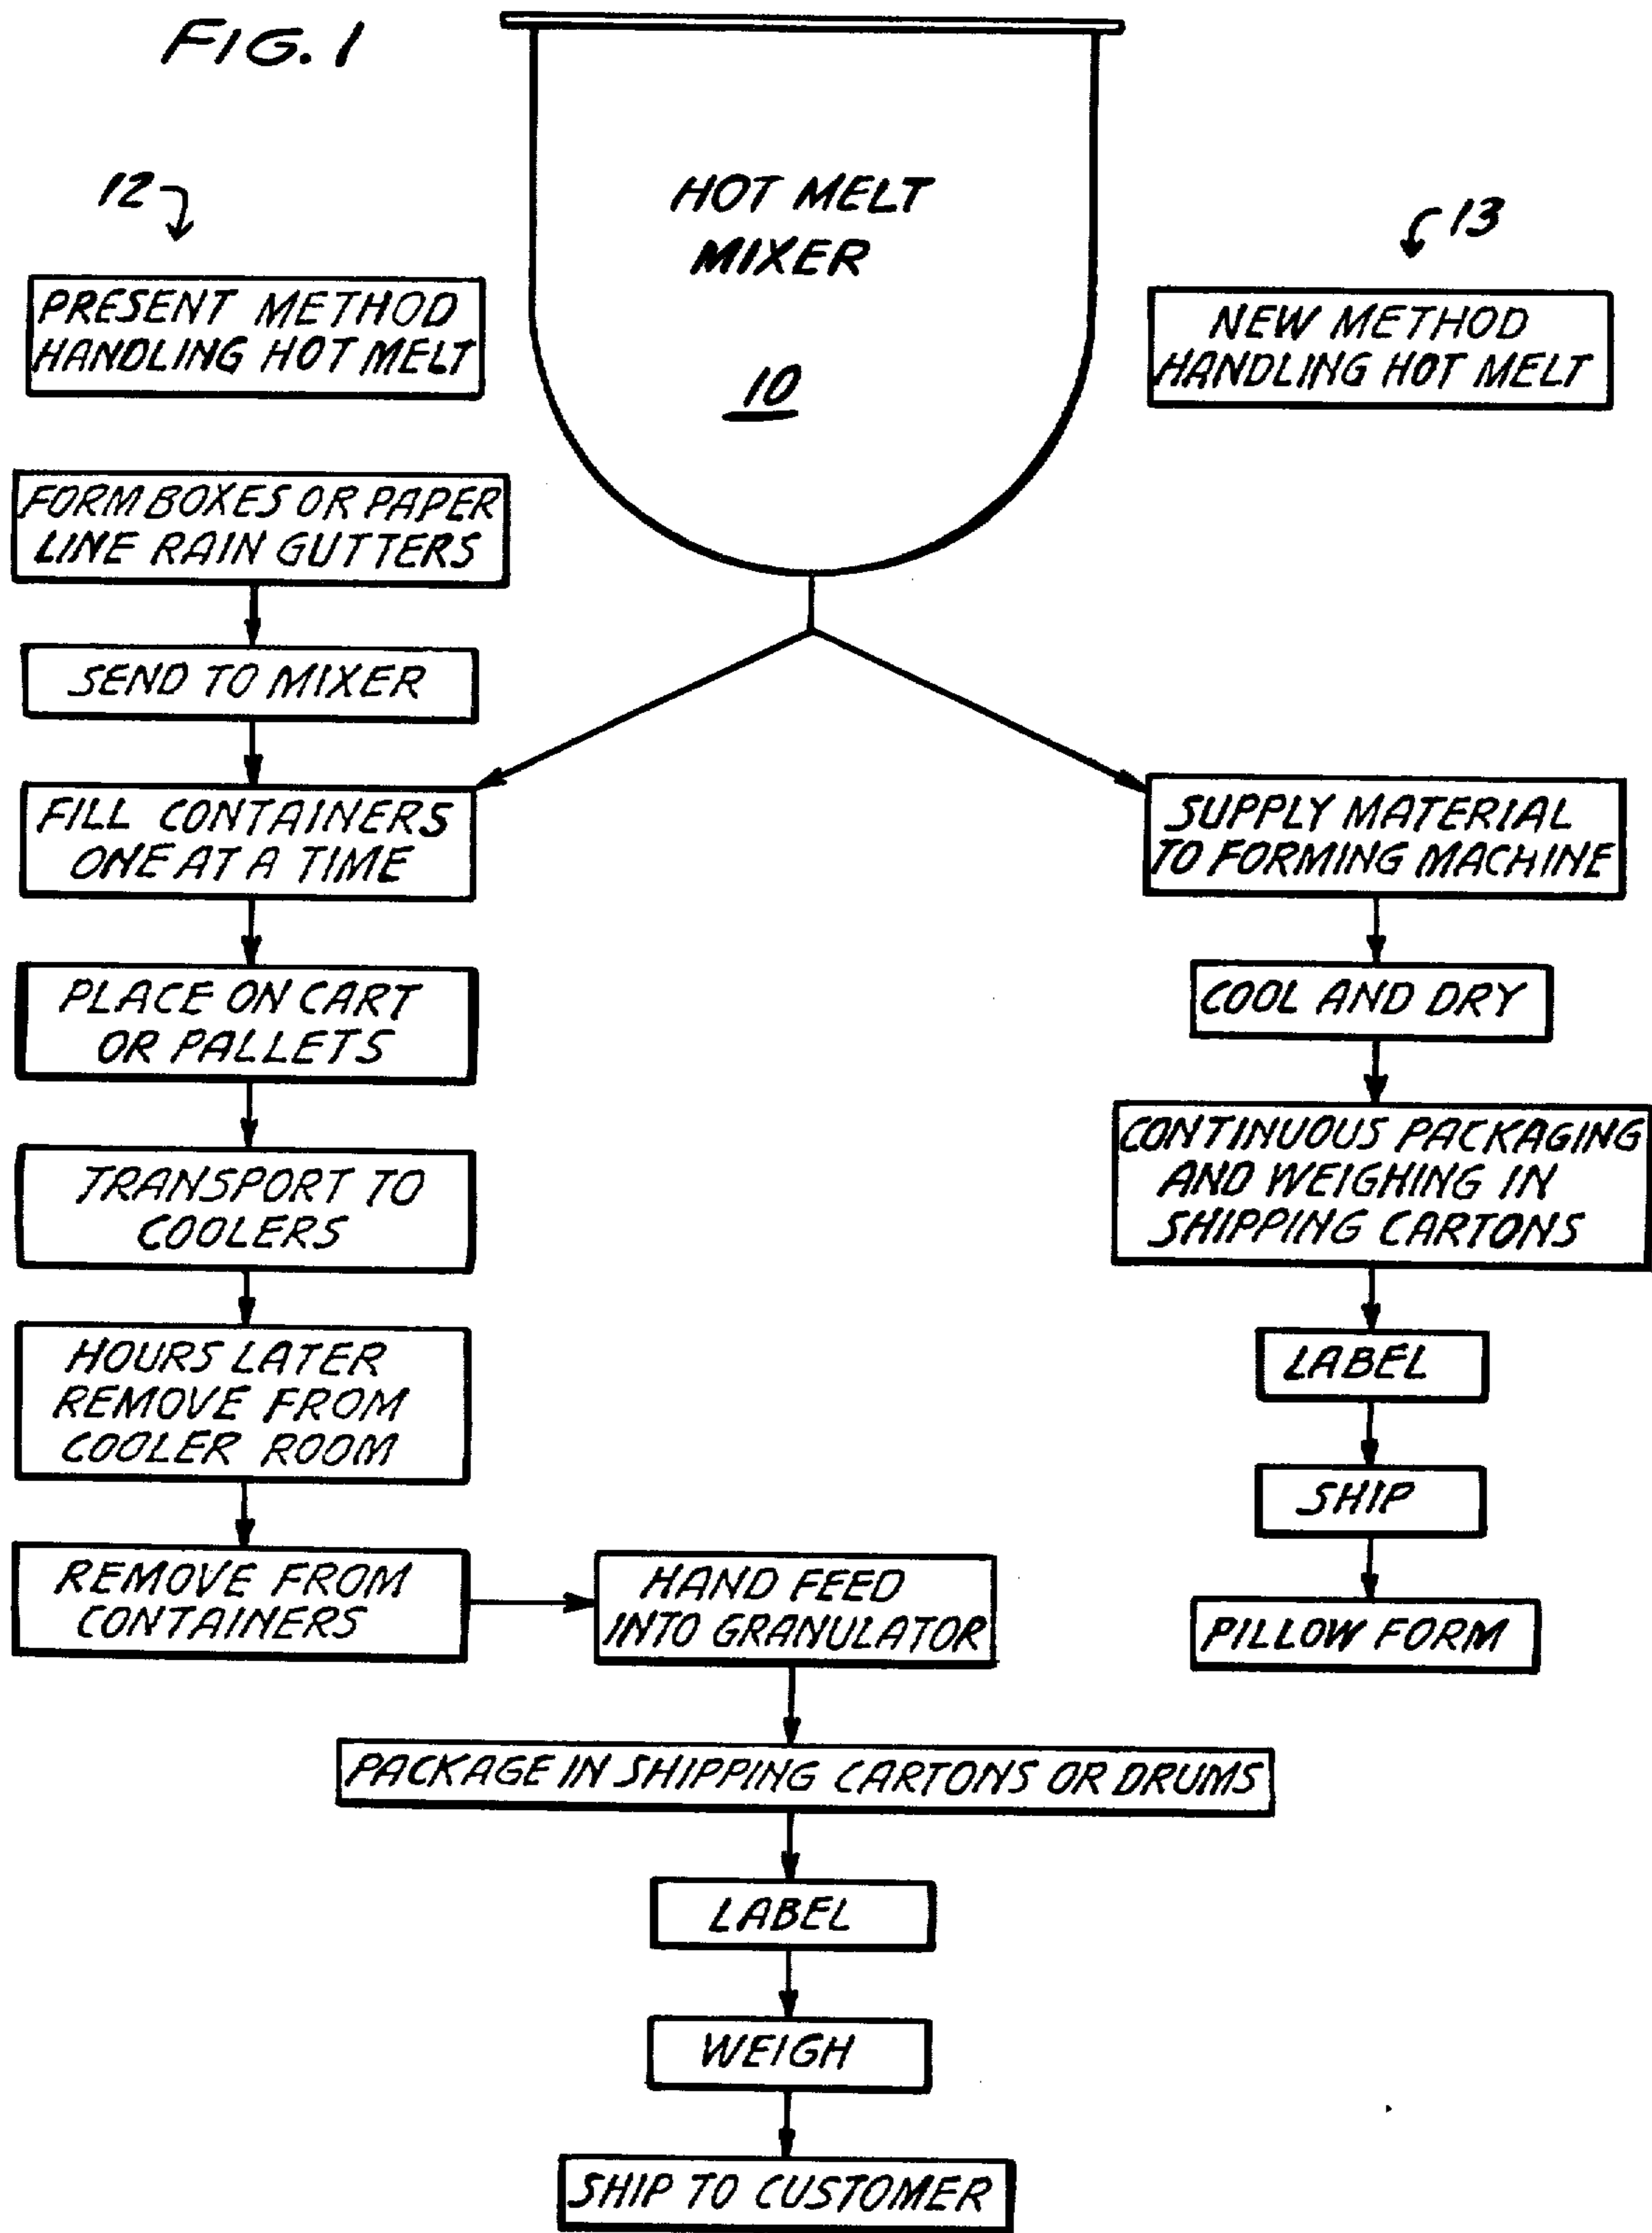 FIG. 1
HOT MELT
MIXER
10
12
PRESENT METHOD
HANDLING HOT MELT
FORM BOXES OR PAPER
LINE RAIN GUTTERS
SEND TO MIXER
FILL CONTAINERS
ONE AT A TIME
PLACE ON CART
OR PALLETS
TRANSPORT TO
COOLERS
HOURS LATER
REMOVE FROM
COOLER ROOM
REMOVE FROM
CONTAINERS
HAND FEED
INTO GRANULATOR
PACKAGE IN SHIPPING CARTONS OR DRUMS
LABEL
WEIGH
SHIP TO CUSTOMER
13
NEW METHOD
HANDLING HOT MELT
SUPPLY MATERIAL
TO FORMING MACHINE
COOL AND DRY
CONTINUOUS PACKAGING
AND WEIGHING IN
SHIPPING CARTONS
LABEL
SHIP
PILLOW FORM